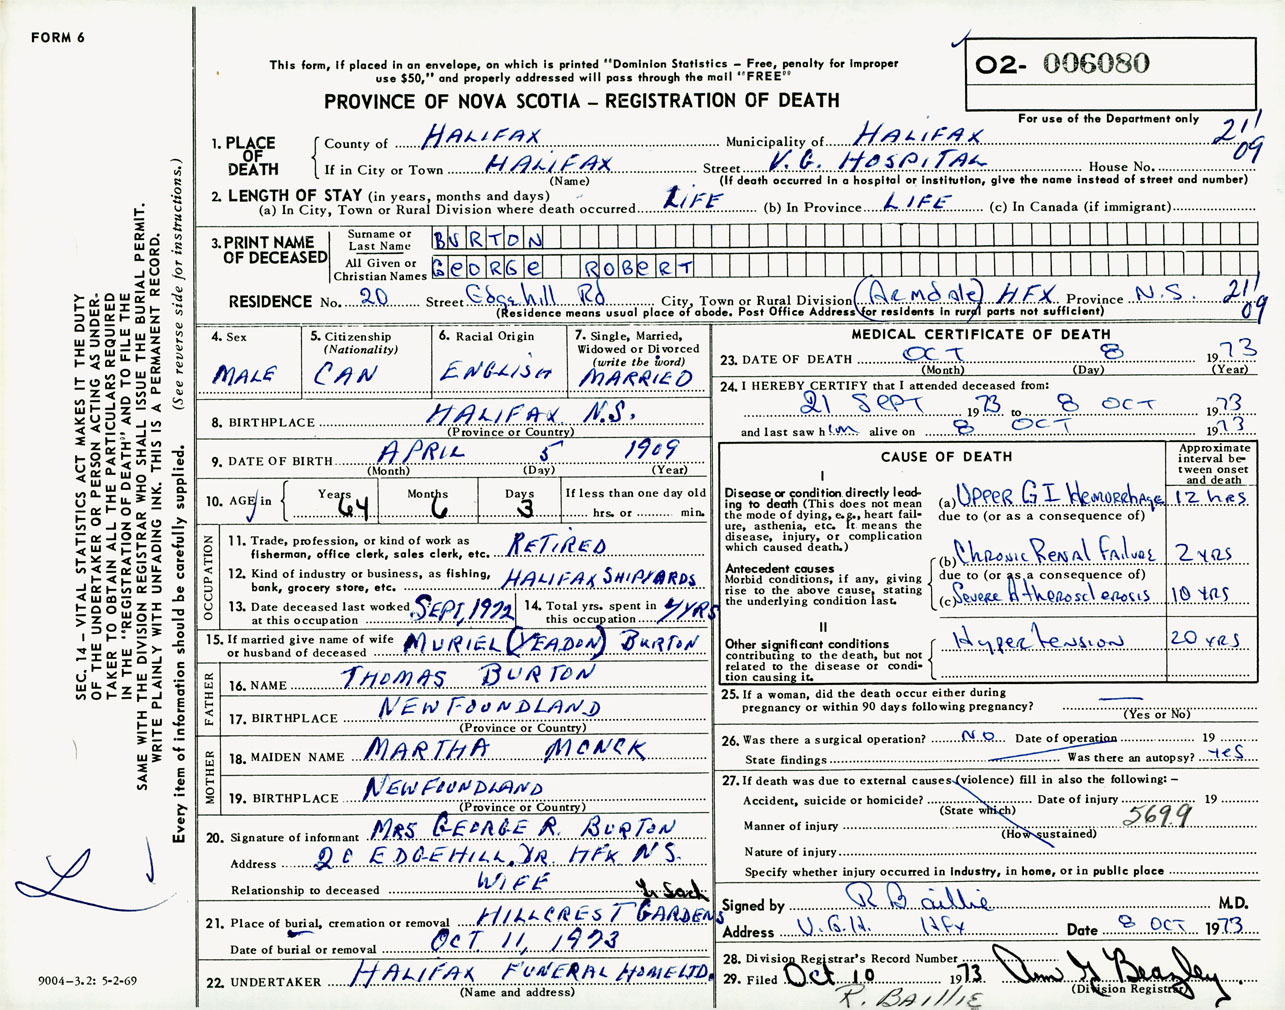 FORM 6
This form, if placed in an envelope, on which is printed "Dominion Statistics – Free, penalty for improper
use $50," and properly addressed will pass through the mail "FREE"
O2- 006080
PROVINCE OF NOVA SCOTIA – REGISTRATION OF DEATH
For use of the Department only
1. PLACE OF DEATH
County of HALIFAX Municipality of HALIFAX 211
If in City or Town HALIFAX Street V.G. HOSPITAL House No. 09
(Name) (If death occurred in a hospital or institution, give the name instead of street and number)
2. LENGTH OF STAY (in years, months and days)
(a) In City, Town or Rural Division where death occurred LIFE (b) In Province LIFE (c) In Canada (if immigrant)
3. PRINT NAME OF DECEASED
Surname or Last Name BURTON
All Given or Christian Names GEORGE ROBERT
RESIDENCE No. 20 Street Edgehill Rd City, Town or Rural Division (Armdale) HFX Province N.S. 211
(Residence means usual place of abode. Post Office Address for residents in rural parts not sufficient) 09
4. Sex MALE
5. Citizenship (Nationality) CAN
6. Racial Origin ENGLISH
7. Single, Married, Widowed or Divorced (write the word) MARRIED
8. BIRTHPLACE HALIFAX N.S.
(Province or Country)
9. DATE OF BIRTH APRIL 5 1909
(Month) (Day) (Year)
10. AGE in Years 64 Months 6 Days 3 If less than one day old
hrs. or min.
OCCUPATION
11. Trade, profession, or kind of work as RETIRED
fisherman, office clerk, sales clerk, etc.
12. Kind of industry or business, as fishing, HALIFAX SHIPYARDS
bank, grocery store, etc.
13. Date deceased last worked at this occupation SEPT, 1972
14. Total yrs. spent in this occupation 7 YRS
15. If married give name of wife or husband of deceased MURIEL (YEADON) BURTON
FATHER
16. NAME THOMAS BURTON
17. BIRTHPLACE NEWFOUNDLAND
(Province or Country)
MOTHER
18. MAIDEN NAME MARTHA MONCK
19. BIRTHPLACE NEWFOUNDLAND
(Province or Country)
20. Signature of informant MRS GEORGE R. BURTON
Address 20 EDGEHILL, HFX N.S.
Relationship to deceased WIFE
21. Place of burial, cremation or removal HILLCREST GARDENS
Date of burial or removal OCT. 11, 1973
22. UNDERTAKER HALIFAX FUNERAL HOME LTD.
(Name and address)
MEDICAL CERTIFICATE OF DEATH
23. DATE OF DEATH OCT 8 1973
(Month) (Day) (Year)
24. I HEREBY CERTIFY that I attended deceased from:
21 SEPT 1973 to 8 OCT 1973
and last saw him alive on 8 OCT 1973
CAUSE OF DEATH
Approximate interval between onset and death
I
Disease or condition directly leading to death (This does not mean the mode of dying, e.g., heart failure, asthenia, etc. It means the disease, injury, or complication which caused death.)
(a) UPPER GI Hemorrhage 12 hrs
due to (or as a consequence of)
Antecedent causes
Morbid conditions, if any, giving rise to the above cause, stating the underlying condition last.
(b) Chronic Renal Failure 2 YRS
due to (or as a consequence of)
(c) Severe Atherosclerosis 10 YRS
II
Other significant conditions
contributing to the death, but not related to the disease or condition causing it.
Hypertension 20 YRS
25. If a woman, did the death occur either during
pregnancy or within 90 days following pregnancy?
(Yes or No)
26. Was there a surgical operation? NO Date of operation 19
State findings Was there an autopsy? YES
27. If death was due to external causes (violence) fill in also the following: –
Accident, suicide or homicide? Date of injury 19
(State which)
Manner of injury 569.9
(How sustained)
Nature of injury
Specify whether injury occurred in industry, in home, or in public place
Signed by R Baillie M.D.
Address V.G.H. Hfx Date 8 OCT 1973
28. Division Registrar's Record Number
29. Filed Oct 10 1973
(Division Registrar)
R. BAILLIE
SEC. 14 – VITAL STATISTICS ACT MAKES IT THE DUTY
OF THE UNDERTAKER OR PERSON ACTING AS UNDER-
TAKER TO OBTAIN ALL THE PARTICULARS REQUIRED
IN THE "REGISTRATION OF DEATH" AND TO FILE THE
SAME WITH THE DIVISION REGISTRAR WHO SHALL ISSUE THE BURIAL PERMIT.
WRITE PLAINLY WITH UNFADING INK. THIS IS A PERMANENT RECORD.
Every item of information should be carefully supplied. (See reverse side for instructions.)
9004-3.2: 5-2-69